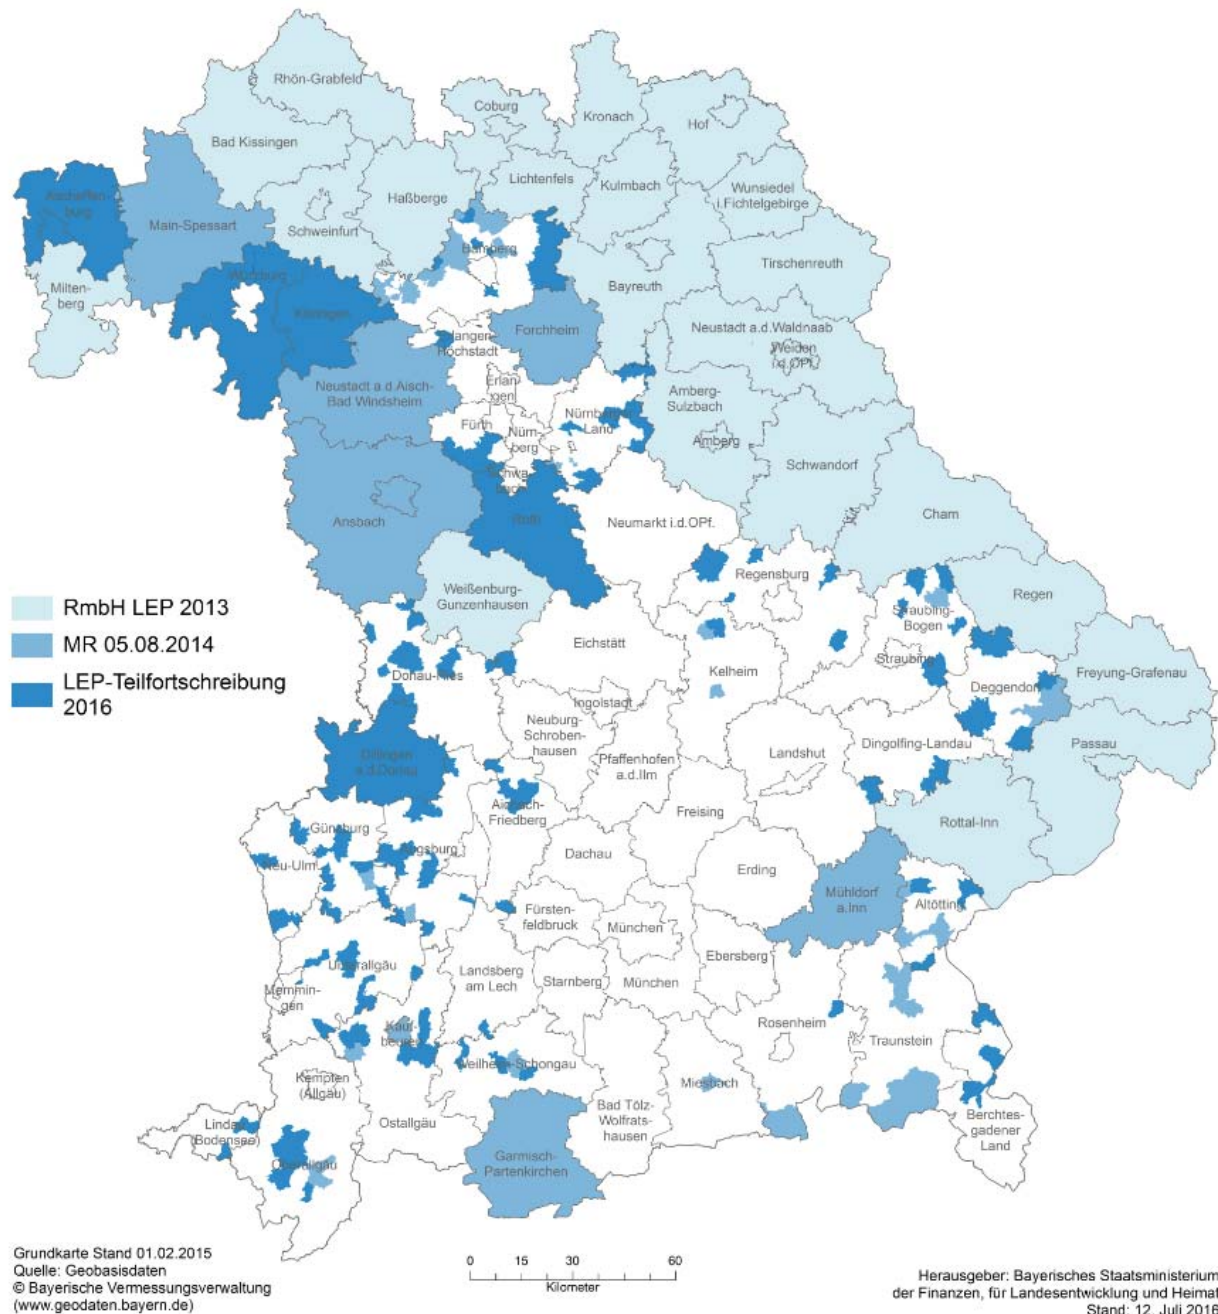 Rhön-Grabfeld
Coburg
Kronach
Hof
Bad Kissingen
Lichtenfels
Kulmbach
Wunsiedel
i.Fichtelgebirge
Haßberge
Aschaffen-
burg
Main-Spessart
Schweinfurt
Bamberg
Tirschenreuth
Milten-
berg
Würzburg
Kitzingen
Bayreuth
Forchheim
Neustadt a.d.Waldnaab
Weiden
i.d.OPf.
langen-
Höchstadt
Neustadt a d Aisch-
Bad Windsheim
Erlan
gen
Amberg-
Sulzbach
Fürth
Nürnberger
Land
Nürn-
berg
Amberg
Schwandorf
Schwa-
bach
Ansbach
Roth
Neumarkt i.d.OPf.
Cham
Weißenburg-
Gunzenhausen
Regensburg
Regen
RmbH LEP 2013
MR 05.08.2014
LEP-Teilfortschreibung
2016
Straubing-
Bogen
Eichstätt
Straubing
Kelheim
Freyung-Grafenau
Donau-Ries
Deggendorf
Ingolstadt
Neuburg-
Schroben-
hausen
Passau
Dillingen
a.d.Donau
Landshut
Dingolfing-Landau
Pfaffenhofen
a.d.Ilm
Aichach-
Friedberg
Freising
Rottal-Inn
Günzburg
Augsburg
Neu-Ulm
Dachau
Erding
Mühldorf
a.Inn
Altötting
Fürsten-
feldbruck
München
Ebersberg
Unterallgäu
Landsberg
am Lech
Starnberg
München
Memmin-
gen
Kauf-
beuren
Rosenheim
Traunstein
Weilheim-Schongau
Miesbach
Kempten
(Allgäu)
Bad Tölz-
Wolfrats-
hausen
Lindau
(Bodensee)
Ostallgäu
Berchtes-
gadener
Land
Oberallgäu
Garmisch-
Partenkirchen
Grundkarte Stand 01.02.2015
Quelle: Geobasisdaten
© Bayerische Vermessungsverwaltung
(www.geodaten.bayern.de)
0 15 30 60
Kilometer
Herausgeber: Bayerisches Staatsministerium
der Finanzen, für Landesentwicklung und Heimat
Stand: 12. Juli 2016